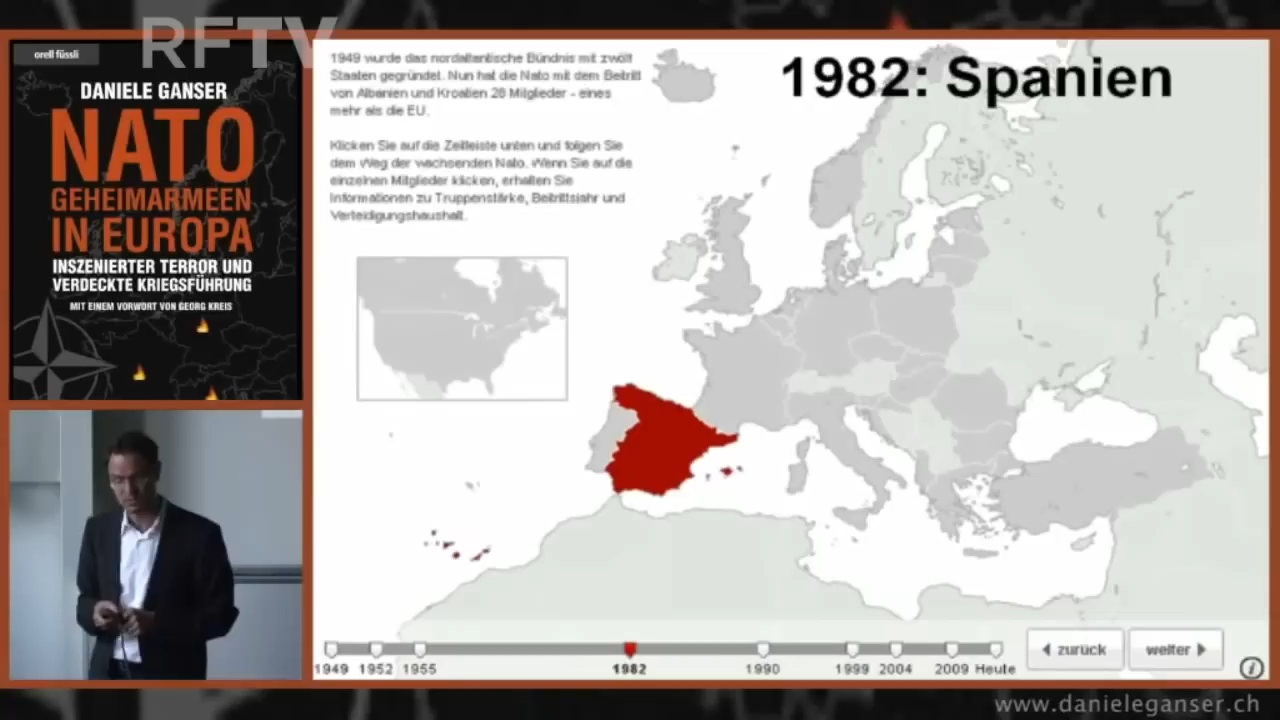 RFTV
orell füssli
DANIELE GANSER
NATO
GEHEIMARMEEN
IN EUROPA
INSZENIERTER TERROR UND
VERDECKTE KRIEGSFÜHRUNG
MIT EINEM VORWORT VON GEORG KREIS
1949 wurde das nordatlantische Bündnis mit zwölf
Staaten gegründet. Nun hat die Nato mit dem Beitritt
von Albanien und Kroatien 28 Mitglieder - eines
mehr als die EU.
Klicken Sie auf die Zeitleiste unten und folgen Sie
dem Weg der wachsenden Nato. Wenn Sie auf die
einzelnen Mitglieder klicken, erhalten Sie
Informationen zu Truppenstärke, Beitrittsjahr und
Verteidigungshaushalt.
1982: Spanien
1949 1952 1955 1982 1990 1999 2004 2009 Heute
zurück
weiter
i
www.danieleganser.ch